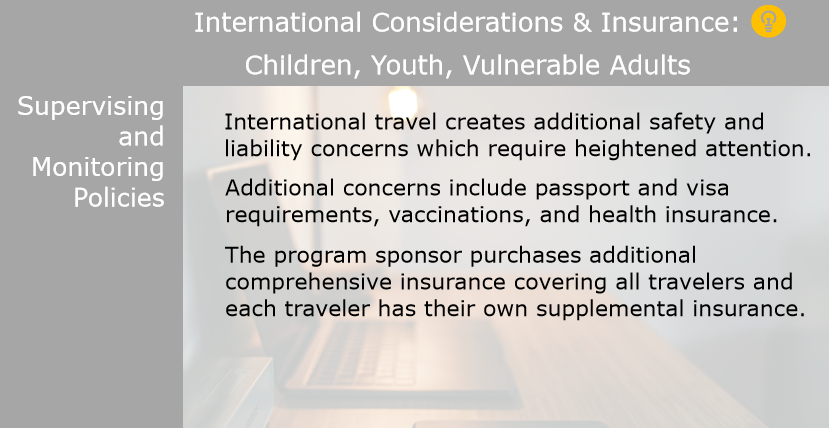 International Considerations & Insurance:
Children, Youth, Vulnerable Adults
Supervising
and
Monitoring
Policies
International travel creates additional safety and
liability concerns which require heightened attention.
Additional concerns include passport and visa
requirements, vaccinations, and health insurance.
The program sponsor purchases additional
comprehensive insurance covering all travelers and
each traveler has their own supplemental insurance.